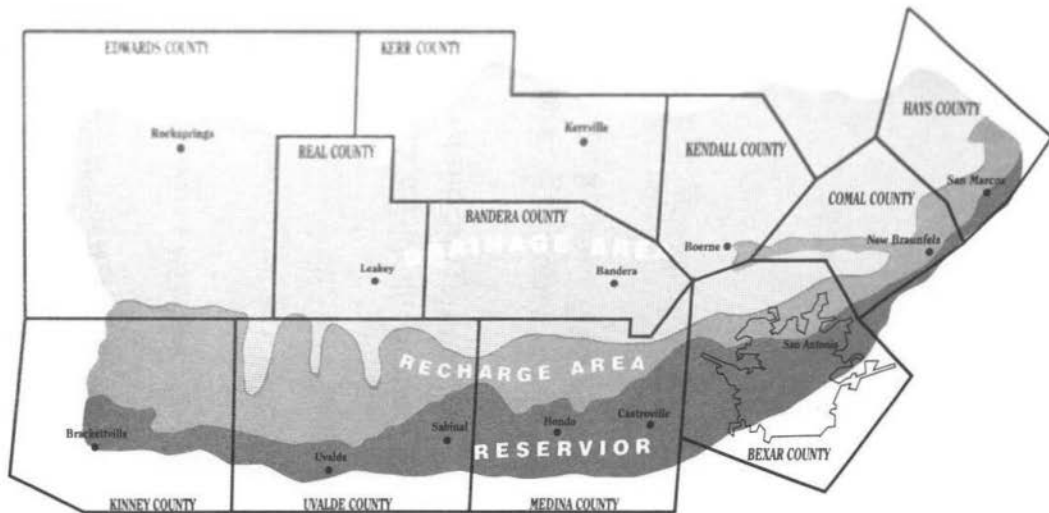 EDWARDS COUNTY
KERR COUNTY
HAYS COUNTY
Rocksprings
Kerrville
REAL COUNTY
KENDALL COUNTY
San Marcos
COMAL COUNTY
BANDERA COUNTY
DRAINAGE AREA
Boerne
New Braunfels
Leakey
Bandera
San Antonio
RECHARGE AREA
Brackettville
Sabinal
Hondo
Castroville
RESERVIOR
Uvalde
BEXAR COUNTY
KINNEY COUNTY
UVALDE COUNTY
MEDINA COUNTY